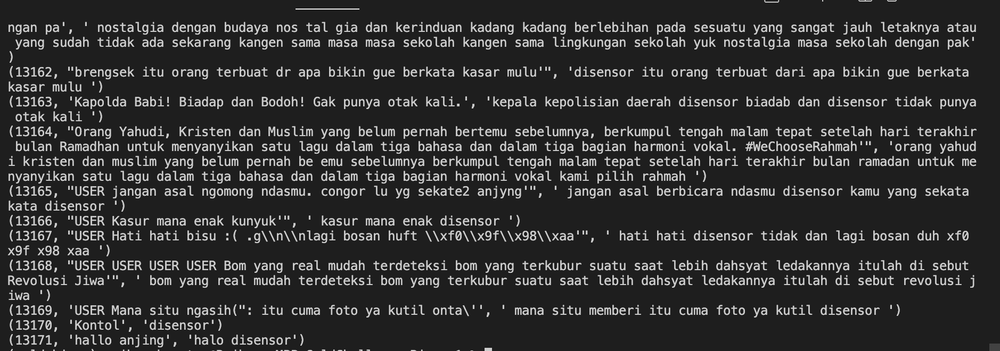 ngan pa', ' nostalgia dengan budaya nos tal gia dan kerinduan kadang kadang berlebihan pada sesuatu yang sangat jauh letaknya atau
 yang sudah tidak ada sekarang kangen sama masa masa sekolah kangen sama lingkungan sekolah yuk nostalgia masa sekolah dengan pak'
)
(13162, "brengsek itu orang terbuat dr apa bikin gue berkata kasar mulu'", 'disensor itu orang terbuat dari apa bikin gue berkata
kasar mulu ')
(13163, 'Kapolda Babi! Biadap dan Bodoh! Gak punya otak kali.', 'kepala kepolisian daerah disensor biadab dan disensor tidak punya
 otak kali ')
(13164, "Orang Yahudi, Kristen dan Muslim yang belum pernah bertemu sebelumnya, berkumpul tengah malam tepat setelah hari terakhir
 bulan Ramadhan untuk menyanyikan satu lagu dalam tiga bahasa dan dalam tiga bagian harmoni vokal. #WeChooseRahmah'", 'orang yahud
i kristen dan muslim yang belum pernah be emu sebelumnya berkumpul tengah malam tepat setelah hari terakhir bulan ramadan untuk me
nyanyikan satu lagu dalam tiga bahasa dan dalam tiga bagian harmoni vokal kami pilih rahmah ')
(13165, "USER jangan asal ngomong ndasmu. congor lu yg sekate2 anjyng'", ' jangan asal berbicara ndasmu disensor kamu yang sekata
kata disensor ')
(13166, "USER Kasur mana enak kunyuk'", ' kasur mana enak disensor ')
(13167, "USER Hati hati bisu :( .g\\n\\nlagi bosan huft \\xf0\\x9f\\x98\\xaa'", ' hati hati disensor tidak dan lagi bosan duh xf0
x9f x98 xaa ')
(13168, "USER USER USER USER Bom yang real mudah terdeteksi bom yang terkubur suatu saat lebih dahsyat ledakannya itulah di sebut
Revolusi Jiwa'", ' bom yang real mudah terdeteksi bom yang terkubur suatu saat lebih dahsyat ledakannya itulah di sebut revolusi j
iwa ')
(13169, 'USER Mana situ ngasih(": itu cuma foto ya kutil onta\'', ' mana situ memberi itu cuma foto ya kutil disensor ')
(13170, 'Kontol', 'disensor')
(13171, 'hallo anjing', 'halo disensor')